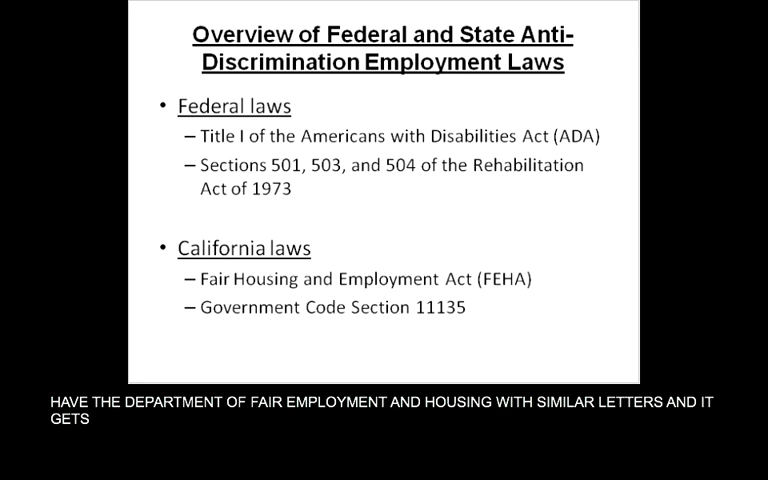 Overview of Federal and State Anti-
Discrimination Employment Laws
• Federal laws
– Title I of the Americans with Disabilities Act (ADA)
– Sections 501, 503, and 504 of the Rehabilitation
Act of 1973
• California laws
– Fair Housing and Employment Act (FEHA)
– Government Code Section 11135
HAVE THE DEPARTMENT OF FAIR EMPLOYMENT AND HOUSING WITH SIMILAR LETTERS AND IT
GETS